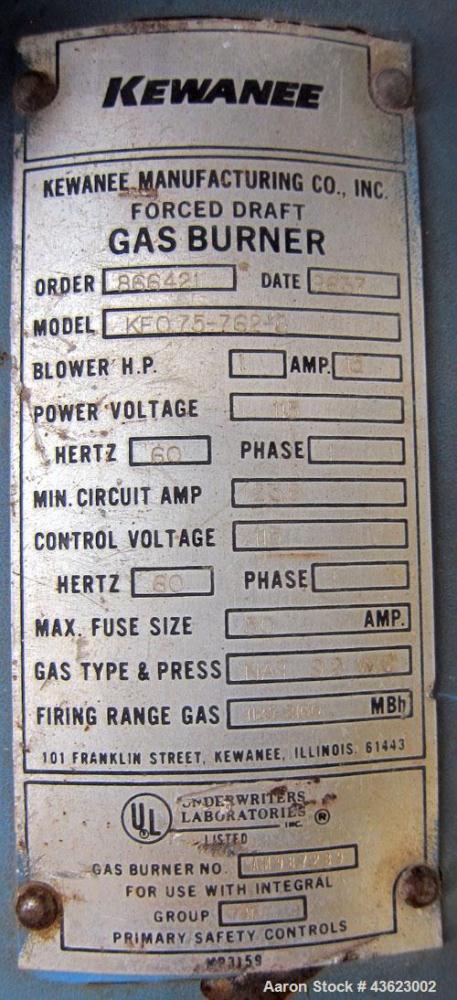 KEWANEE
KEWANEE MANUFACTURING CO., INC.
FORCED DRAFT
GAS BURNER
ORDER 866421 DATE
MODEL
BLOWER H.P. 1 AMP.
POWER VOLTAGE 115
HERTZ 60 PHASE
MIN. CIRCUIT AMP
CONTROL VOLTAGE 115
HERTZ 60 PHASE
MAX. FUSE SIZE AMP.
GAS TYPE & PRESS
FIRING RANGE GAS MBh
101 FRANKLIN STREET, KEWANEE, ILLINOIS 61443
UL
UNDERWRITERS
LABORATORIES INC. ®
LISTED
GAS BURNER NO.
FOR USE WITH INTEGRAL
GROUP
PRIMARY SAFETY CONTROLS
MP3159
Aaron Stock # 43623002